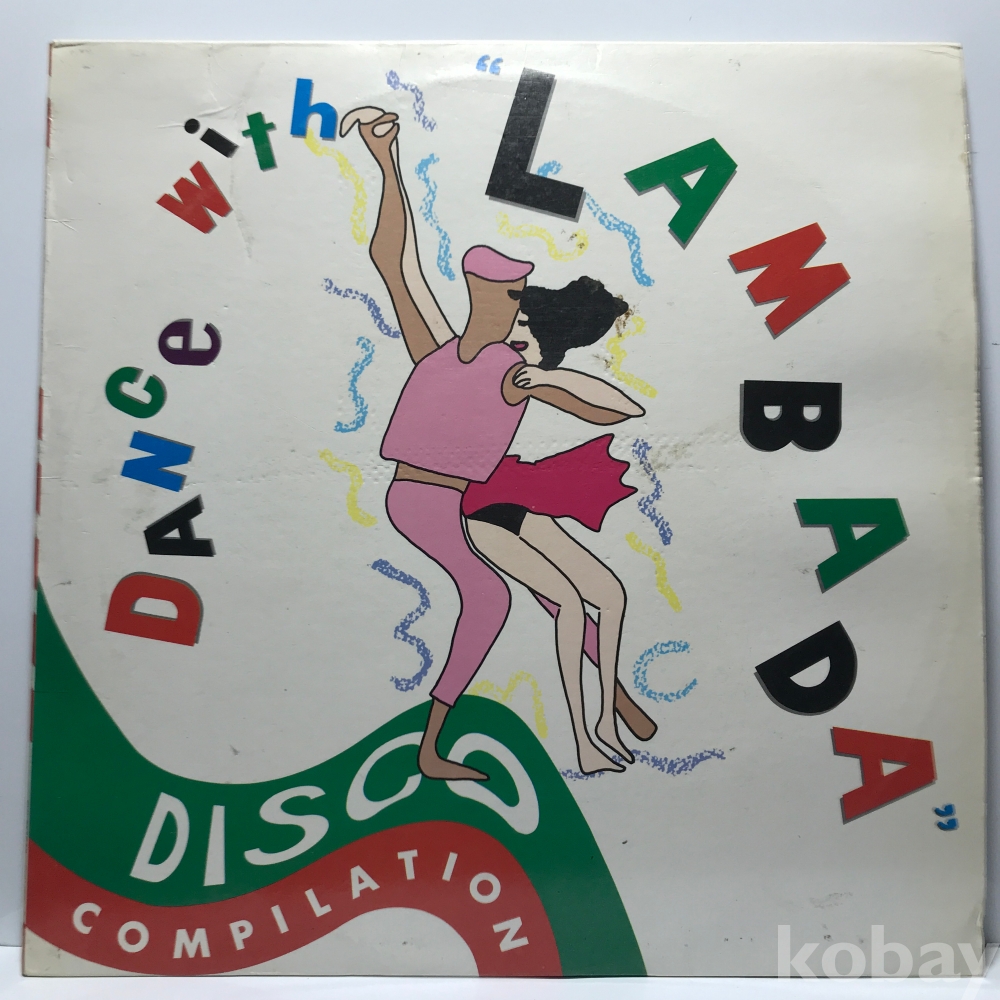 DANce with
“LAMBADA”
DISCO
COMPILATION
kobay